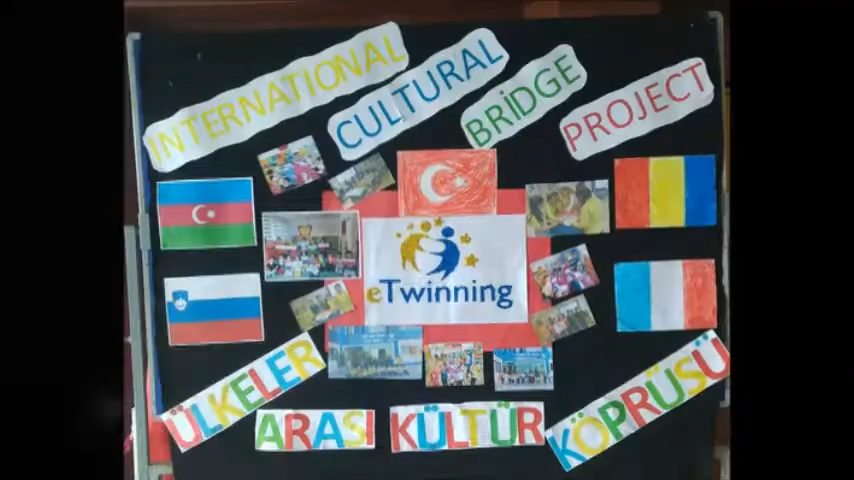 INTERNATIONAL CULTURAL BRİDGE PROJECT
eTwinning
ÜLKELER ARASI KÜLTÜR KÖPRÜSÜ